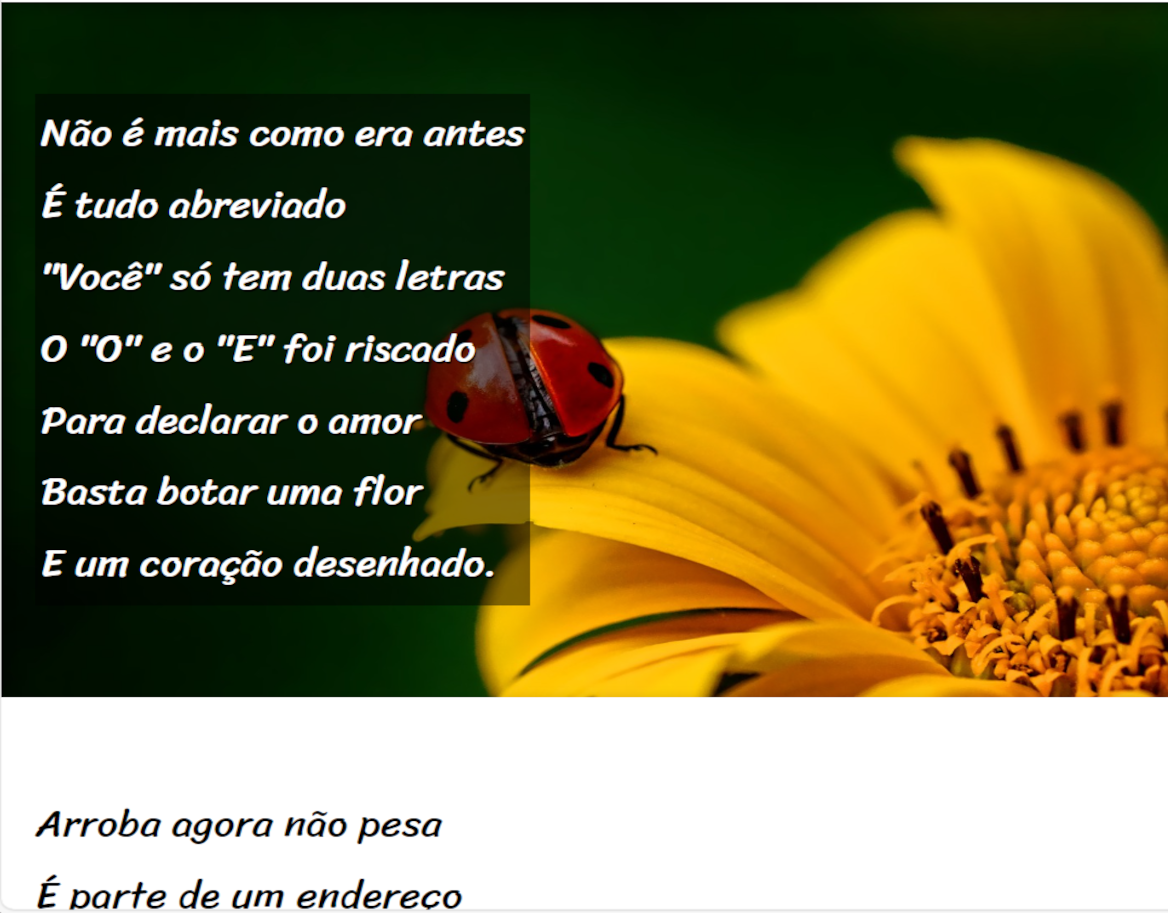 Não é mais como era antes
É tudo abreviado
"Você" só tem duas letras
O "O" e o "E" foi riscado
Para declarar o amor
Basta botar uma flor
E um coração desenhado.
Arroba agora não pesa
É parte de um endereço